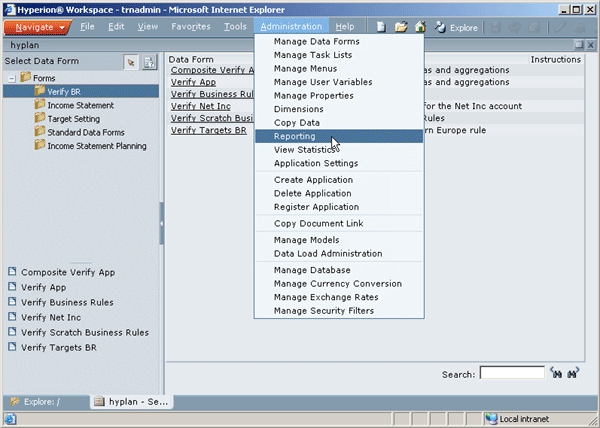 Hyperion® Workspace - trnadmin - Microsoft Internet Explorer
Navigate File Edit View Favorites Tools Administration Help Explore
hyplan
Select Data Form
Forms
Verify BR
Income Statement
Target Setting
Standard Data Forms
Income Statement Planning
Composite Verify App
Verify App
Verify Business Rules
Verify Net Inc
Verify Scratch Business Rules
Verify Targets BR
Data Form Instructions
Composite Verify A as and aggregations
Verify App
Verify Business Rul as and aggregations
Verify Net Inc for the Net Inc account
Verify Scratch Busi Rules
Verify Targets BR rn Europe rule
Manage Data Forms
Manage Task Lists
Manage Menus
Manage User Variables
Manage Properties
Dimensions
Copy Data
Reporting
View Statistics
Application Settings
Create Application
Delete Application
Register Application
Copy Document Link
Manage Models
Data Load Administration
Manage Database
Manage Currency Conversion
Manage Exchange Rates
Manage Security Filters
Search:
Explore: / hyplan - Se...
Local intranet